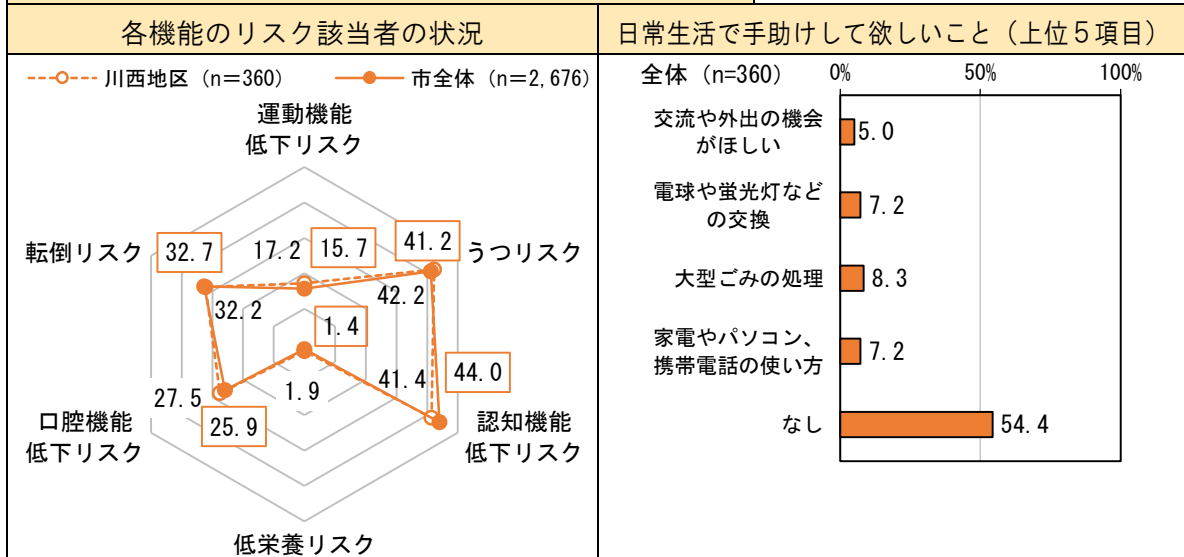 各機能のリスク該当者の状況
川西地区（n＝360）
市全体（n＝2,676）
運動機能
低下リスク
転倒リスク
32.7
17.2
15.7
41.2
うつリスク
32.2
42.2
1.4
41.4
44.0
1.9
27.5
25.9
口腔機能
低下リスク
認知機能
低下リスク
低栄養リスク
日常生活で手助けして欲しいこと（上位５項目）
全体（n=360）
0%
50%
100%
交流や外出の機会
がほしい
5.0
電球や蛍光灯など
の交換
7.2
大型ごみの処理
8.3
家電やパソコン、
携帯電話の使い方
7.2
なし
54.4